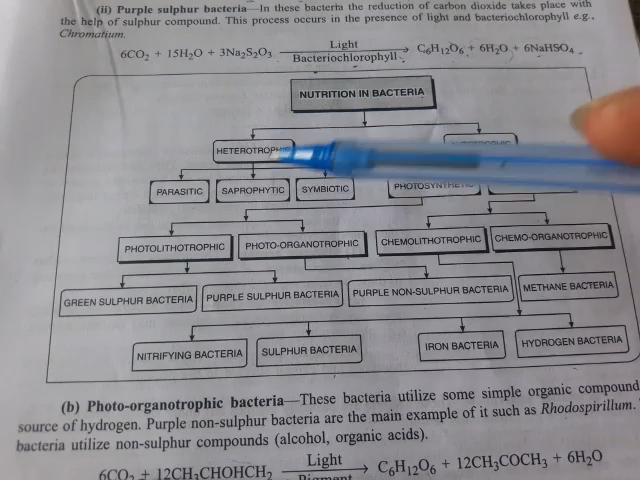 (ii) Purple sulphur bacteria—In these bacteria the reduction of carbon dioxide takes place with
the help of sulphur compound. This process occurs in the presence of light and bacteriochlorophyll e.g.,
Chromatium.
6CO₂ + 15H₂O + 3Na₂S₂O₃ Light Bacteriochlorophyll → C₆H₁₂O₆ + 6H₂O + 6NaHSO₄
NUTRITION IN BACTERIA
HETEROTROPHIC
PARASITIC SAPROPHYTIC SYMBIOTIC PHOTOSYNTHETIC
PHOTOLITHOTROPHIC PHOTO-ORGANOTROPHIC CHEMOLITHOTROPHIC CHEMO-ORGANOTROPHIC
GREEN SULPHUR BACTERIA PURPLE SULPHUR BACTERIA PURPLE NON-SULPHUR BACTERIA METHANE BACTERIA
NITRIFYING BACTERIA SULPHUR BACTERIA IRON BACTERIA HYDROGEN BACTERIA
(b) Photo-organotrophic bacteria—These bacteria utilize some simple organic compound
source of hydrogen. Purple non-sulphur bacteria are the main example of it such as Rhodospirillum.
bacteria utilize non-sulphur compounds (alcohol, organic acids).
6CO₂ + 12CH₃CHOHCH₂ Light Pigment → C₆H₁₂O₆ + 12CH₃COCH₃ + 6H₂O